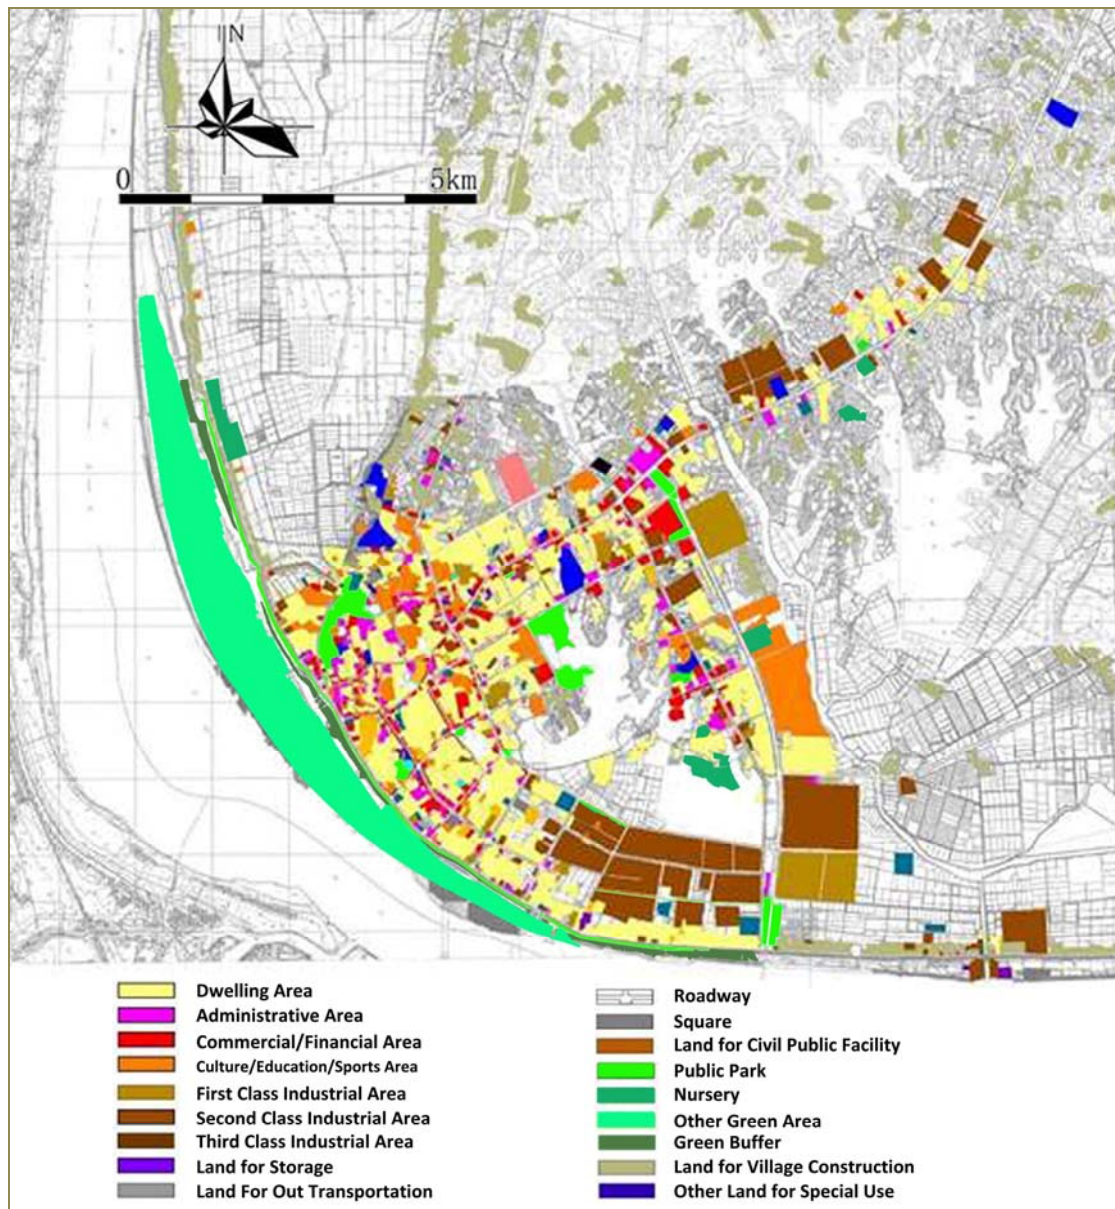 N
0 5km
Dwelling Area
Administrative Area
Commercial/Financial Area
Culture/Education/Sports Area
First Class Industrial Area
Second Class Industrial Area
Third Class Industrial Area
Land for Storage
Land For Out Transportation
Roadway
Square
Land for Civil Public Facility
Public Park
Nursery
Other Green Area
Green Buffer
Land for Village Construction
Other Land for Special Use